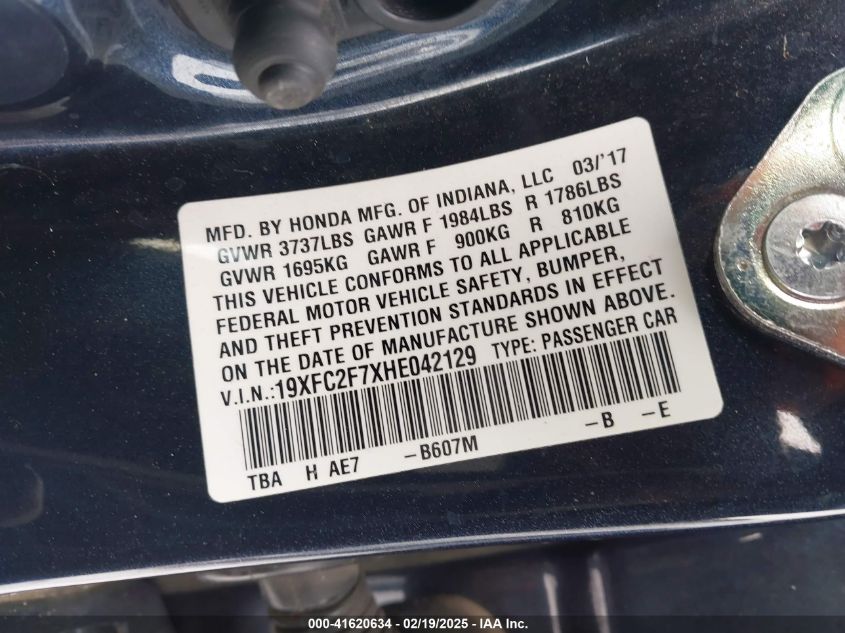 MFD. BY HONDA MFG. OF INDIANA, LLC 03/'17
GVWR 3737LBS GAWR F 1984LBS R 1786LBS
GVWR 1695KG GAWR F 900KG R 810KG
THIS VEHICLE CONFORMS TO ALL APPLICABLE
FEDERAL MOTOR VEHICLE SAFETY, BUMPER,
AND THEFT PREVENTION STANDARDS IN EFFECT
ON THE DATE OF MANUFACTURE SHOWN ABOVE.
V.I.N.:19XFC2F7XHE042129 TYPE: PASSENGER CAR
TBA H AE7 -B607M -B -E
000-41620634 / 02/19/2025 - IAA Inc.